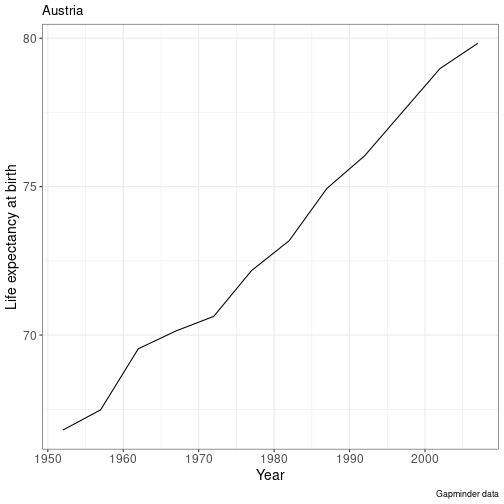 Austria
Life expectancy at birth
80
75
70
1950 1960 1970 1980 1990 2000
Year
Gapminder data